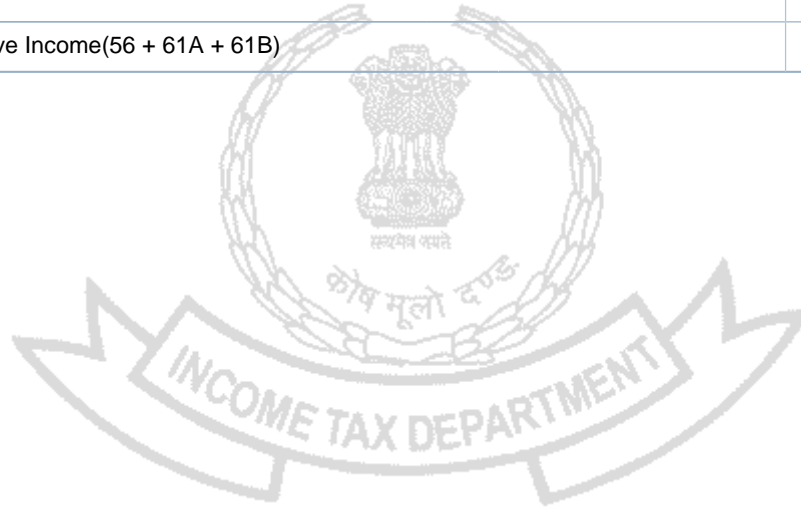 ve Income(56 + 61A + 61B)
सत्यमेव जयते
कोष मूलो दण्डः
INCOME TAX DEPARTMENT